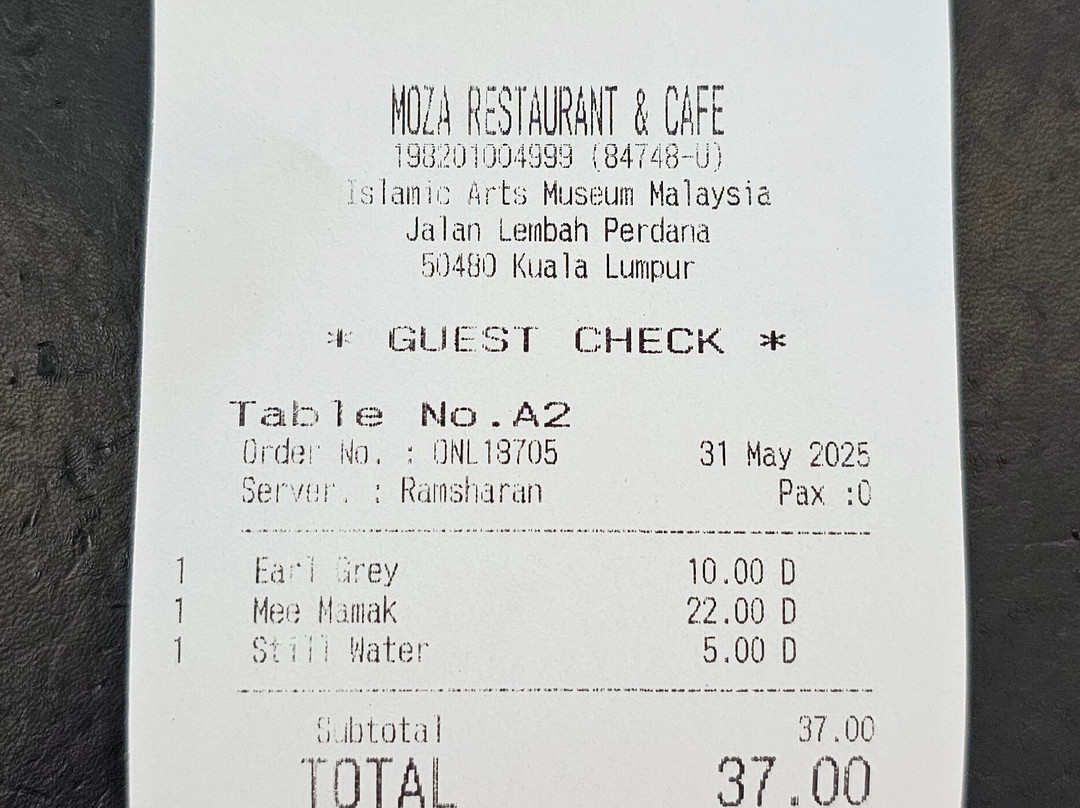 MOZA RESTAURANT & CAFE
198201004999 (84748-U)
Islamic Arts Museum Malaysia
Jalan Lembah Perdana
50480 Kuala Lumpur
* GUEST CHECK *
Table No.A2
Order No. : ONL18705 31 May 2025
Server. : Ramsharan Pax :0
1 Earl Grey 10.00 D
1 Mee Mamak 22.00 D
1 Still Water 5.00 D
Subtotal 37.00
TOTAL 37.00